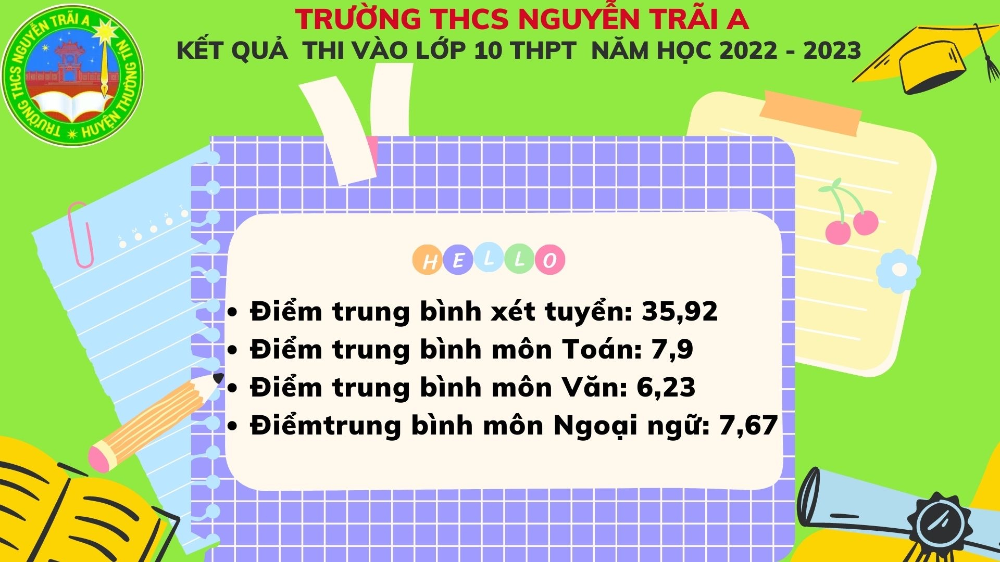 TRƯỜNG THCS NGUYỄN TRÃI A
KẾT QUẢ THI VÀO LỚP 10 THPT NĂM HỌC 2022 - 2023
TRƯỜNG THCS NGUYỄN TRÃI A
HUYỆN THƯỜNG TÍN
S M T W T
S
HELLO
• Điểm trung bình xét tuyển: 35,92
• Điểm trung bình môn Toán: 7,9
• Điểm trung bình môn Văn: 6,23
• Điểmtrung bình môn Ngoại ngữ: 7,67